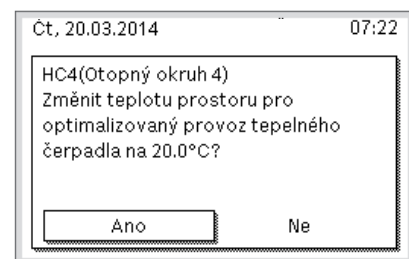 Čt, 20.03.2014 07:22
HC4(Otopný okruh 4)
Změnit teplotu prostoru pro
optimalizovaný provoz tepelného
čerpadla na 20.0°C?
Ano Ne